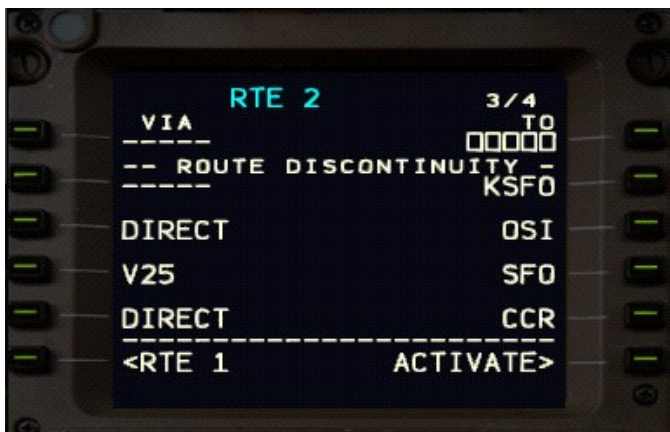 RTE 2 3/4
VIA TO
----- □□□□□
-- ROUTE DISCONTINUITY -
----- KSFO
DIRECT OSI
V25 SFO
DIRECT CCR
------------------------
<RTE 1 ACTIVATE>